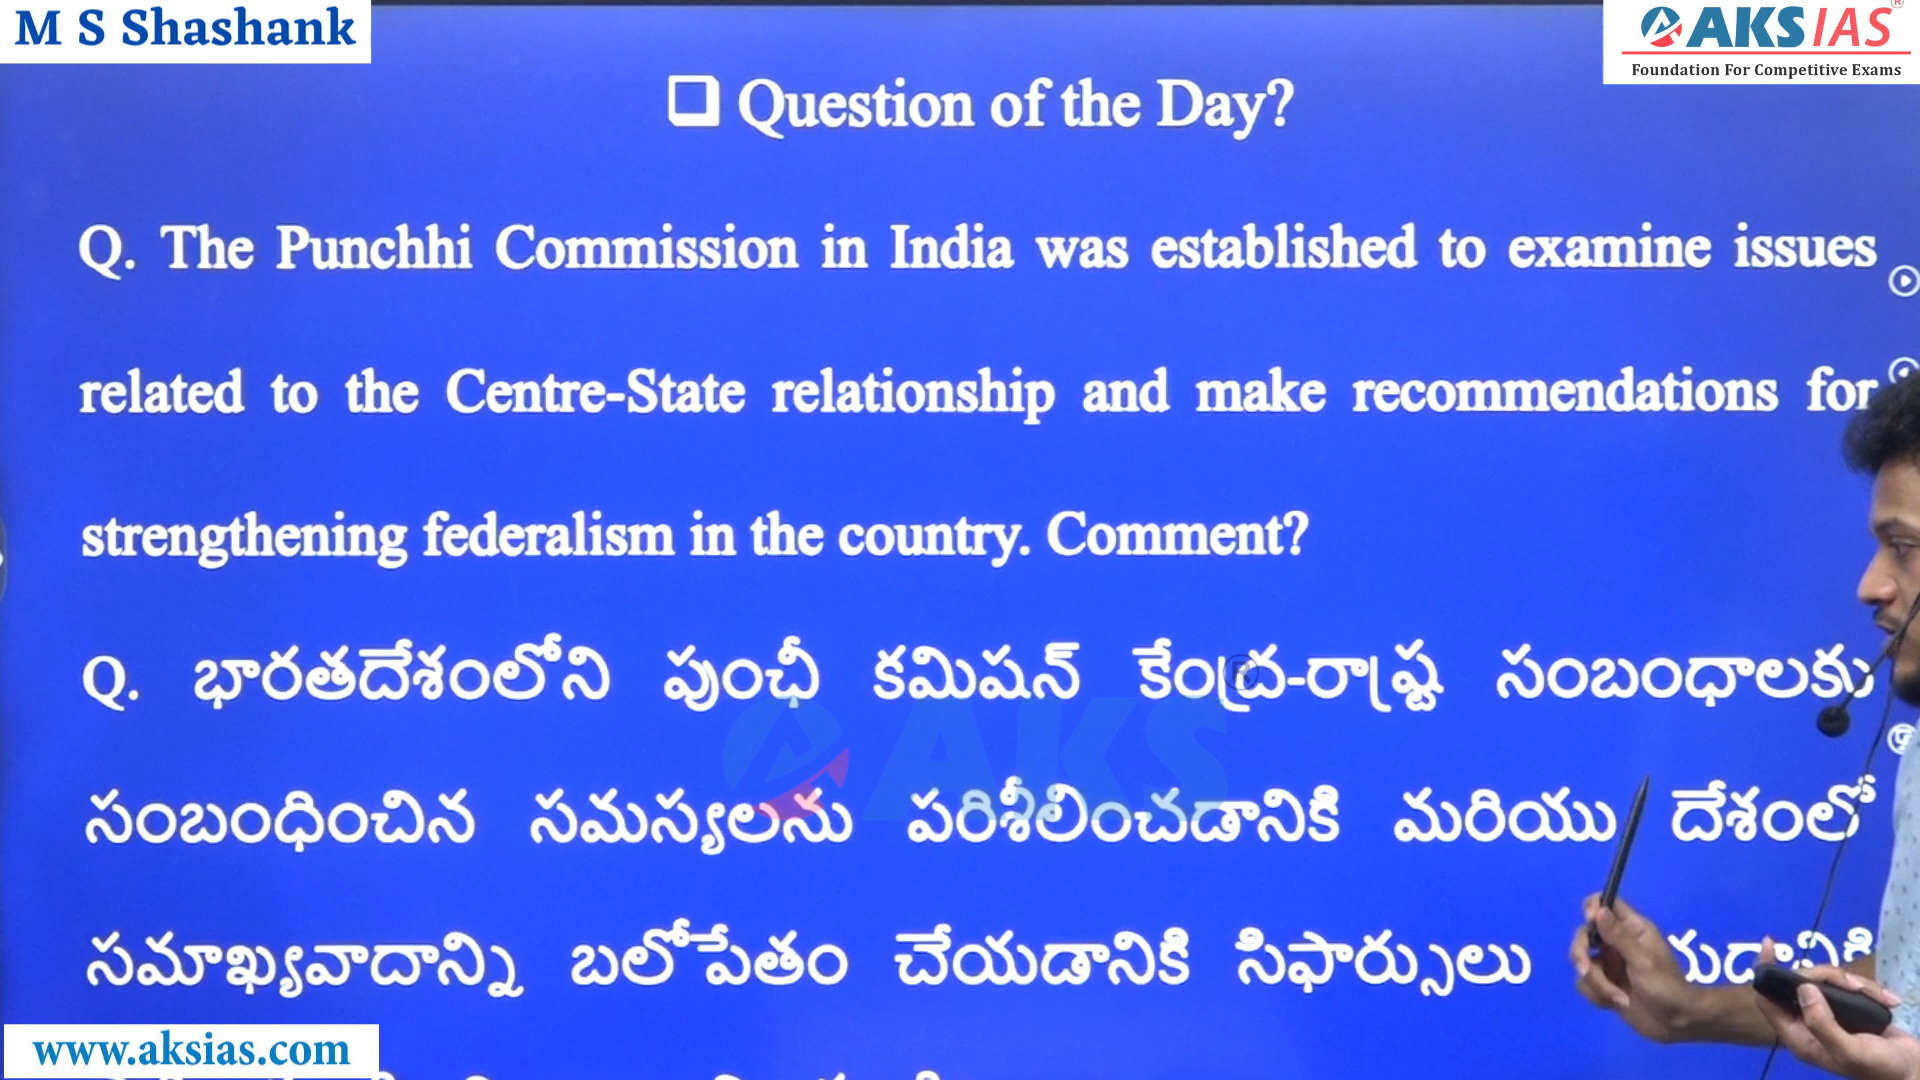 M S Shashank
AKS IAS®
Foundation For Competitive Exams
Question of the Day?
Q. The Punchhi Commission in India was established to examine issues
related to the Centre-State relationship and make recommendations for
strengthening federalism in the country. Comment?
Q. భారతదేశంలోని పుంఛీ కమిషన్ కేంద్ర-రాష్ట్ర సంబంధాలకు
సంబంధించిన సమస్యలను పరిశీలించడానికి మరియు దేశంలో
సమాఖ్యవాదాన్ని బలోపేతం చేయడానికి సిఫార్సులు
AKS®
www.aksias.com